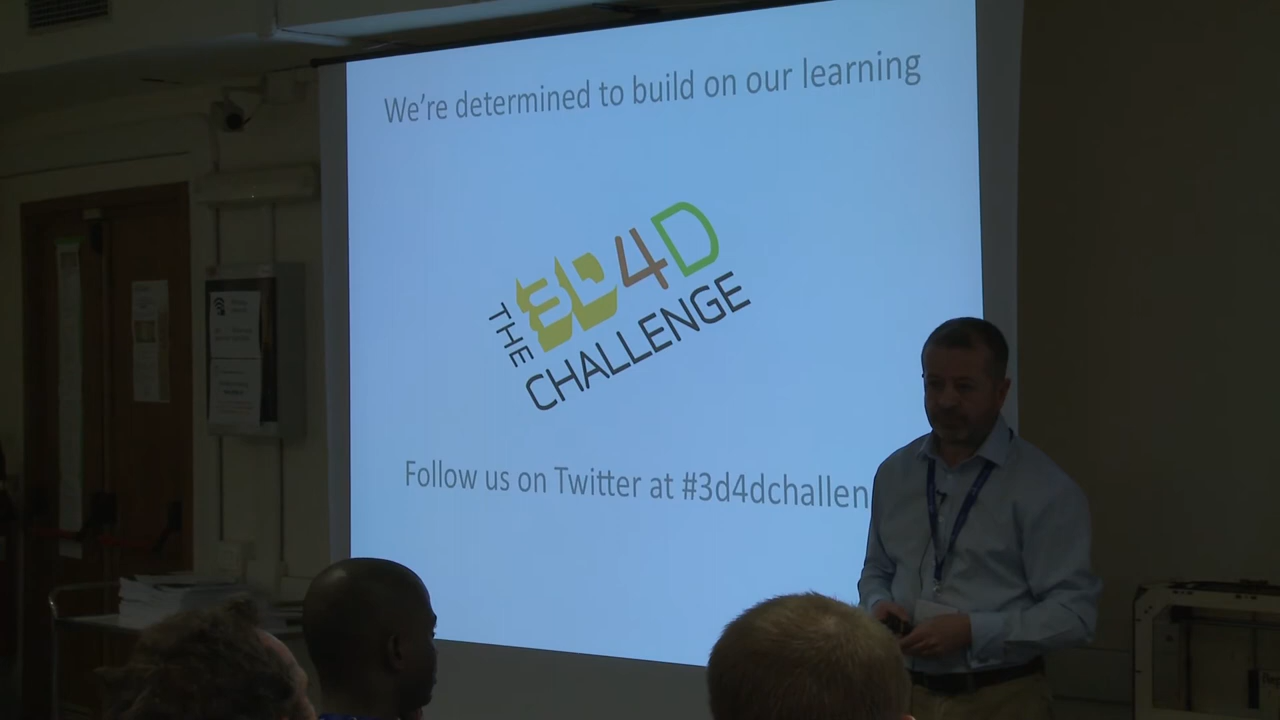 We're determined to build on our learning
THE 3D4D
CHALLENGE
Follow us on Twitter at #3d4dchallen